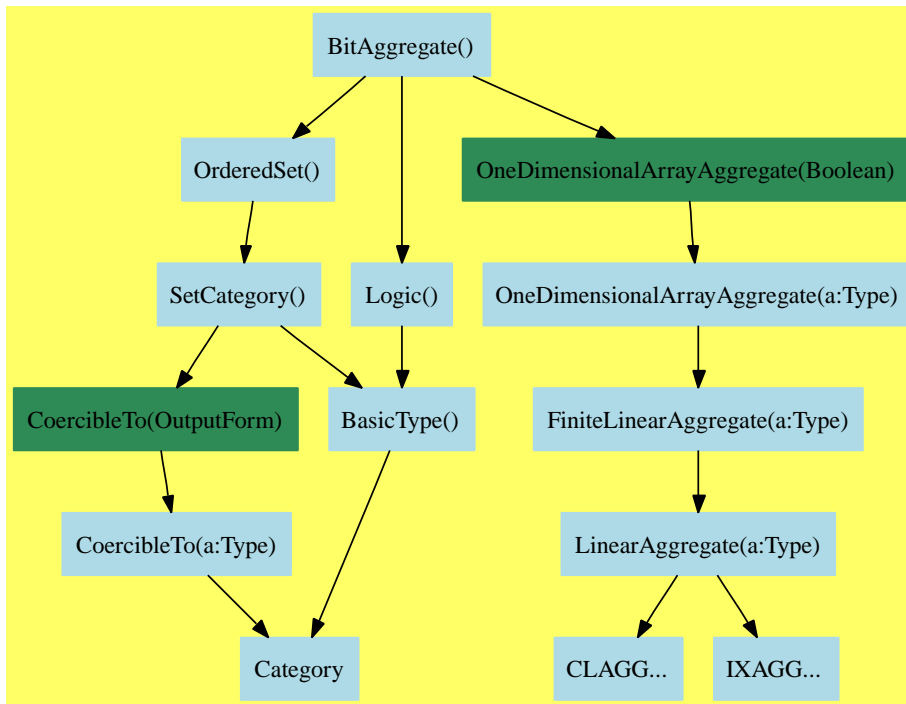 BitAggregate()
OrderedSet()
OneDimensionalArrayAggregate(Boolean)
SetCategory()
Logic()
OneDimensionalArrayAggregate(a:Type)
CoercibleTo(OutputForm)
BasicType()
FiniteLinearAggregate(a:Type)
CoercibleTo(a:Type)
LinearAggregate(a:Type)
Category
CLAGG...
IXAGG...